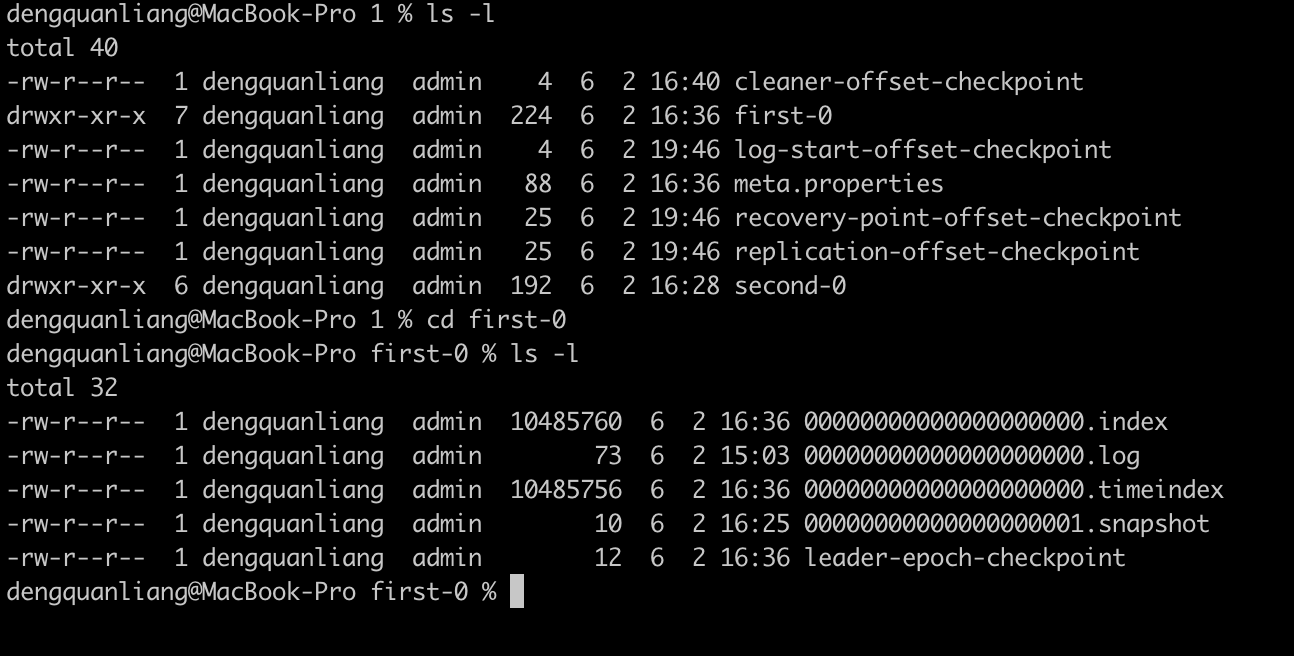 dengquanliang@MacBook-Pro 1 % ls -l
total 40
-rw-r--r--  1 dengquanliang  admin    4  6  2 16:40 cleaner-offset-checkpoint
drwxr-xr-x  7 dengquanliang  admin  224  6  2 16:36 first-0
-rw-r--r--  1 dengquanliang  admin    4  6  2 19:46 log-start-offset-checkpoint
-rw-r--r--  1 dengquanliang  admin   88  6  2 16:36 meta.properties
-rw-r--r--  1 dengquanliang  admin   25  6  2 19:46 recovery-point-offset-checkpoint
-rw-r--r--  1 dengquanliang  admin   25  6  2 19:46 replication-offset-checkpoint
drwxr-xr-x  6 dengquanliang  admin  192  6  2 16:28 second-0
dengquanliang@MacBook-Pro 1 % cd first-0
dengquanliang@MacBook-Pro first-0 % ls -l
total 32
-rw-r--r--  1 dengquanliang  admin  10485760  6  2 16:36 00000000000000000000.index
-rw-r--r--  1 dengquanliang  admin        73  6  2 15:03 00000000000000000000.log
-rw-r--r--  1 dengquanliang  admin  10485756  6  2 16:36 00000000000000000000.timeindex
-rw-r--r--  1 dengquanliang  admin        10  6  2 16:25 00000000000000000001.snapshot
-rw-r--r--  1 dengquanliang  admin        12  6  2 16:36 leader-epoch-checkpoint
dengquanliang@MacBook-Pro first-0 %